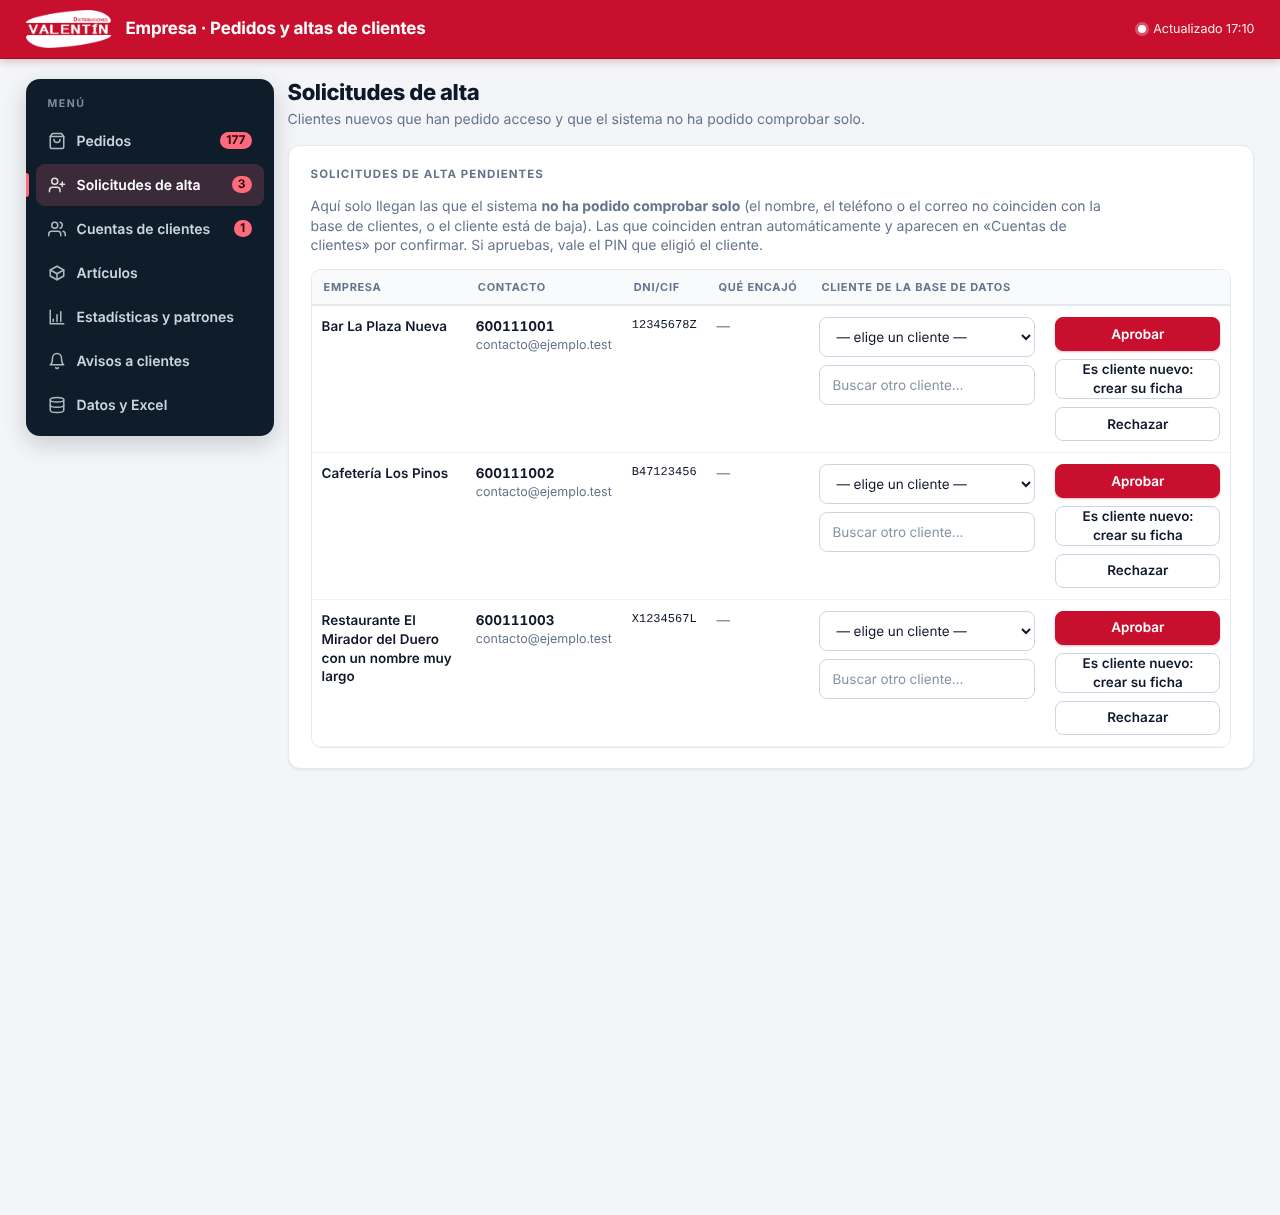 DISTRIBUCIONES
VALENTÍN
Empresa · Pedidos y altas de clientes
Actualizado 17:10
MENÚ
Pedidos 177
Solicitudes de alta 3
Cuentas de clientes 1
Artículos
Estadísticas y patrones
Avisos a clientes
Datos y Excel
Solicitudes de alta
Clientes nuevos que han pedido acceso y que el sistema no ha podido comprobar solo.
SOLICITUDES DE ALTA PENDIENTES
Aquí solo llegan las que el sistema no ha podido comprobar solo (el nombre, el teléfono o el correo no coinciden con la
base de clientes, o el cliente está de baja). Las que coinciden entran automáticamente y aparecen en «Cuentas de
clientes» por confirmar. Si apruebas, vale el PIN que eligió el cliente.
EMPRESA CONTACTO DNI/CIF QUÉ ENCAJÓ CLIENTE DE LA BASE DE DATOS
Bar La Plaza Nueva 600111001 12345678Z — — elige un cliente — Aprobar
contacto@ejemplo.test
Buscar otro cliente... Es cliente nuevo:
crear su ficha
Rechazar
Cafetería Los Pinos 600111002 B47123456 — — elige un cliente — Aprobar
contacto@ejemplo.test
Buscar otro cliente... Es cliente nuevo:
crear su ficha
Rechazar
Restaurante El 600111003 X1234567L — — elige un cliente — Aprobar
Mirador del Duero contacto@ejemplo.test
con un nombre muy Es cliente nuevo:
largo Buscar otro cliente... crear su ficha
Rechazar